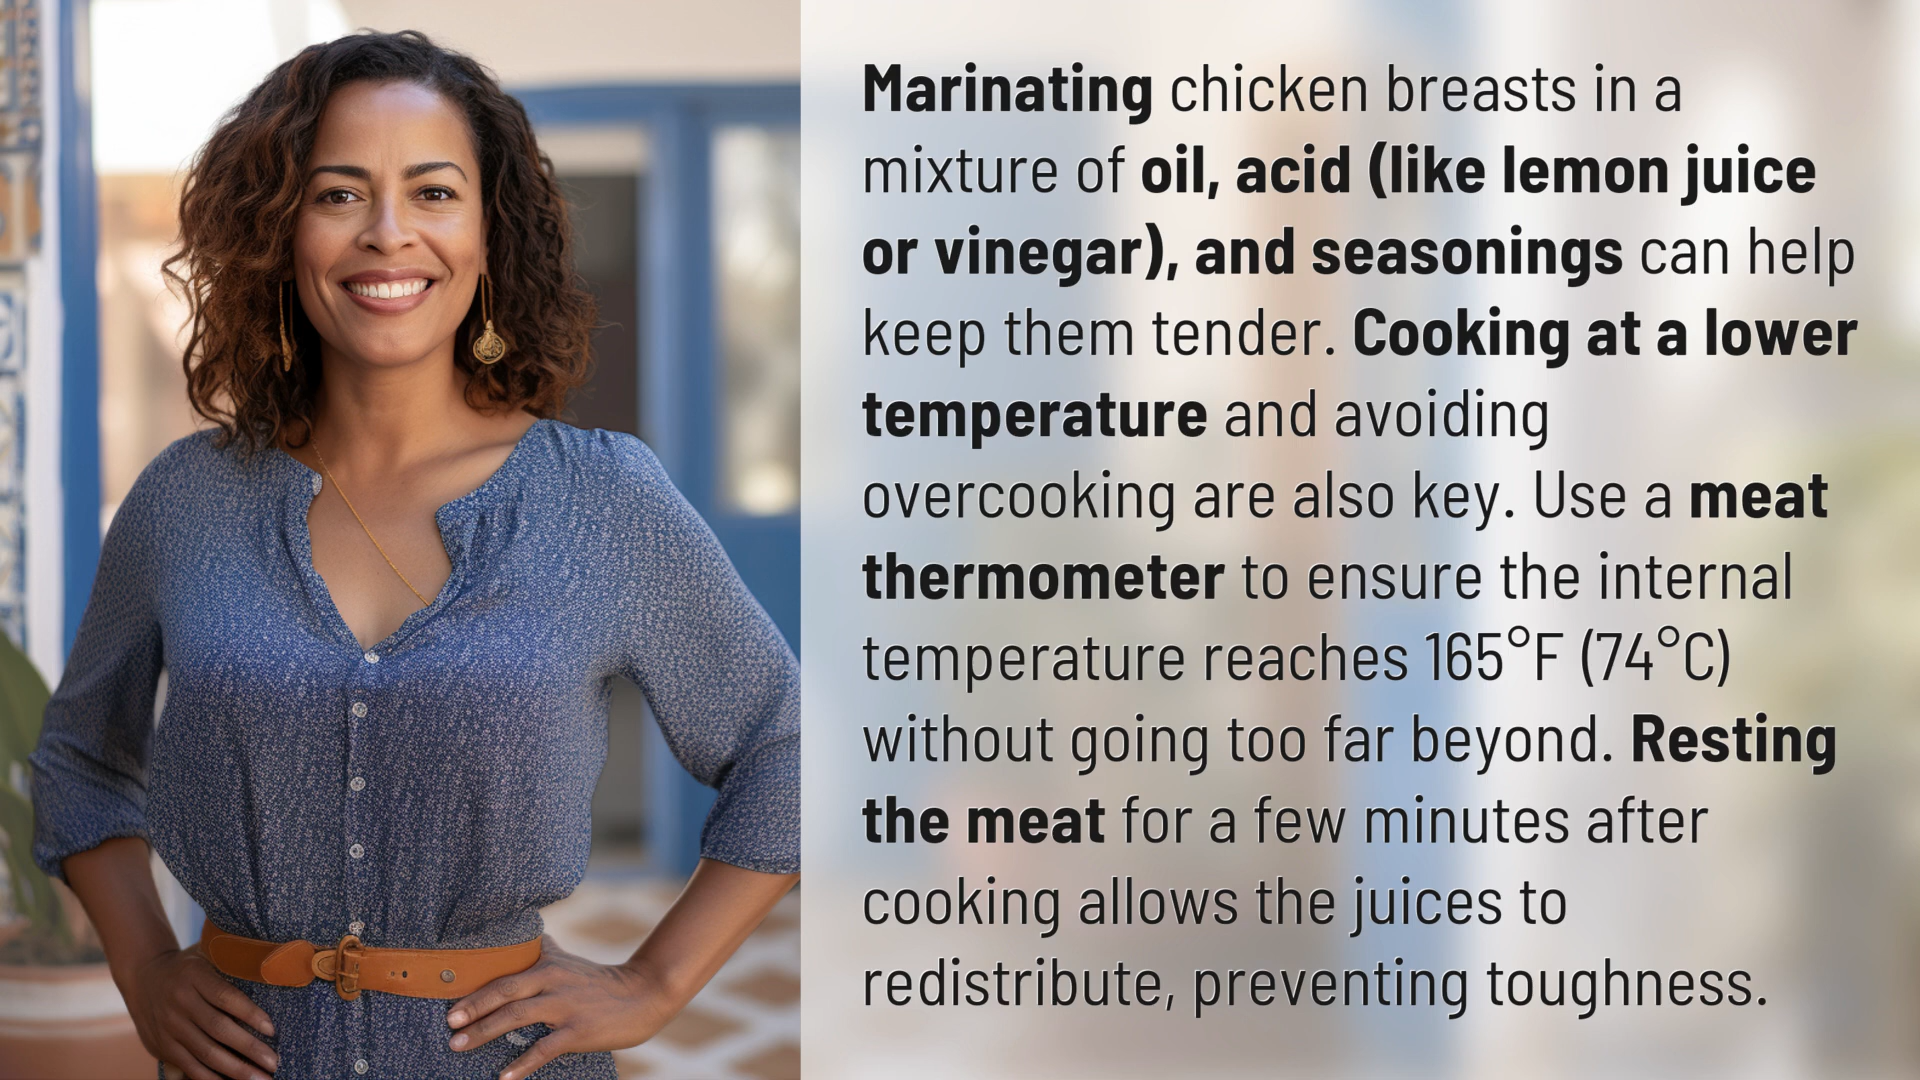 Marinating chicken breasts in a
mixture of oil, acid (like lemon juice
or vinegar), and seasonings can help
keep them tender. Cooking at a lower
temperature and avoiding
overcooking are also key. Use a meat
thermometer to ensure the internal
temperature reaches 165°F (74°C)
without going too far beyond. Resting
the meat for a few minutes after
cooking allows the juices to
redistribute, preventing toughness.